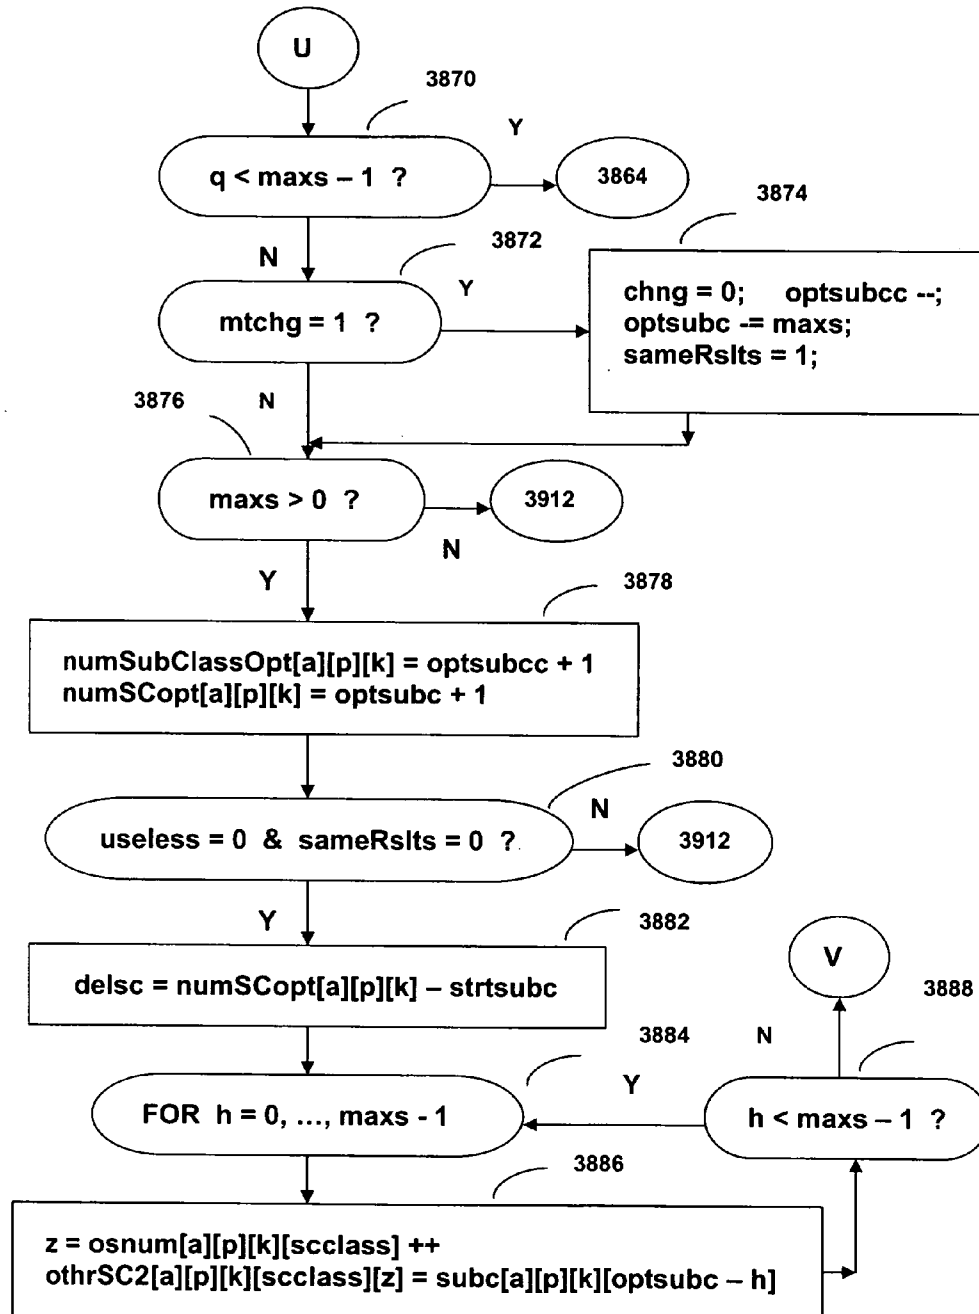 U
3870
Y
q < maxs – 1 ?
3864
3874
N
3872
Y
chng = 0; optsubcc --;
optsubc -= maxs;
sameRslts = 1;
mtchg = 1 ?
3876
N
maxs > 0 ?
3912
N
Y
3878
numSubClassOpt[a][p][k] = optsubcc + 1
numSCopt[a][p][k] = optsubc + 1
3880
useless = 0 & sameRslts = 0 ?
N
3912
Y
3882
delsc = numSCopt[a][p][k] – strtsubc
V
3888
3884
N
Y
FOR h = 0, ..., maxs - 1
h < maxs – 1 ?
3886
z = osnum[a][p][k][scclass] ++
othrSC2[a][p][k][scclass][z] = subc[a][p][k][optsubc – h]